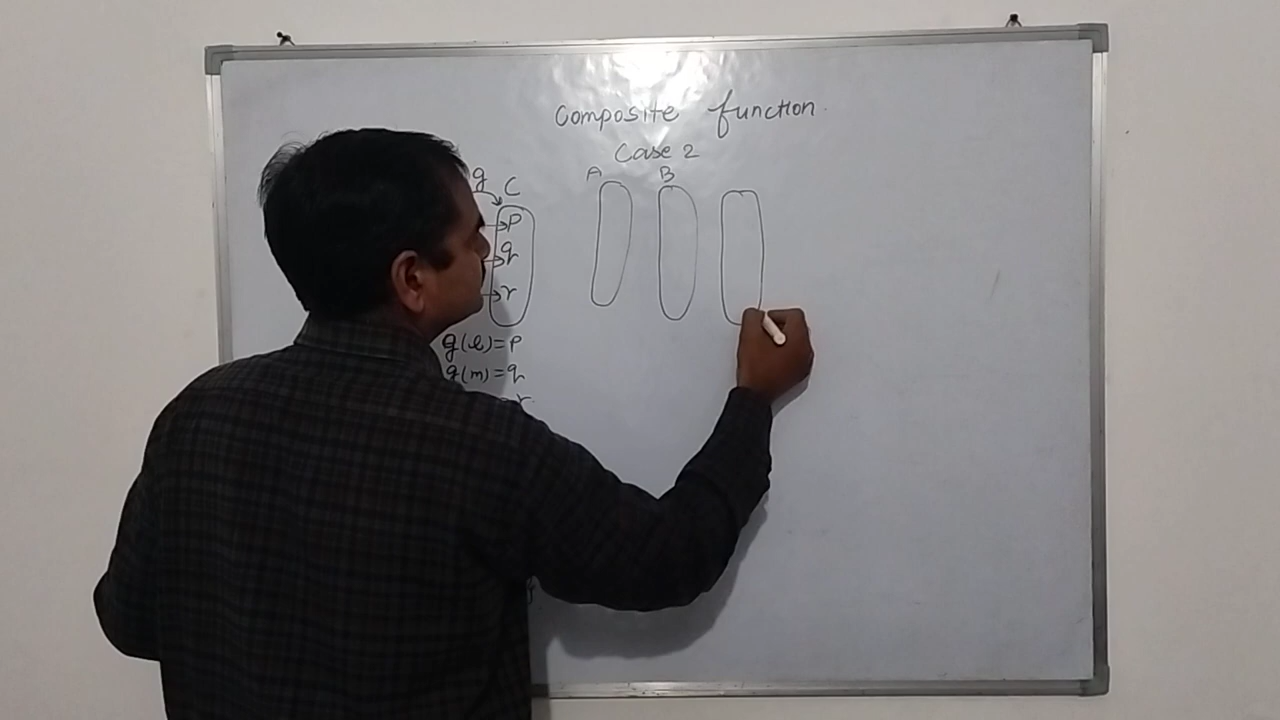 Composite function.
Case 2
g C
A B
p
q
r
g(l) = p
g(m) = q
r